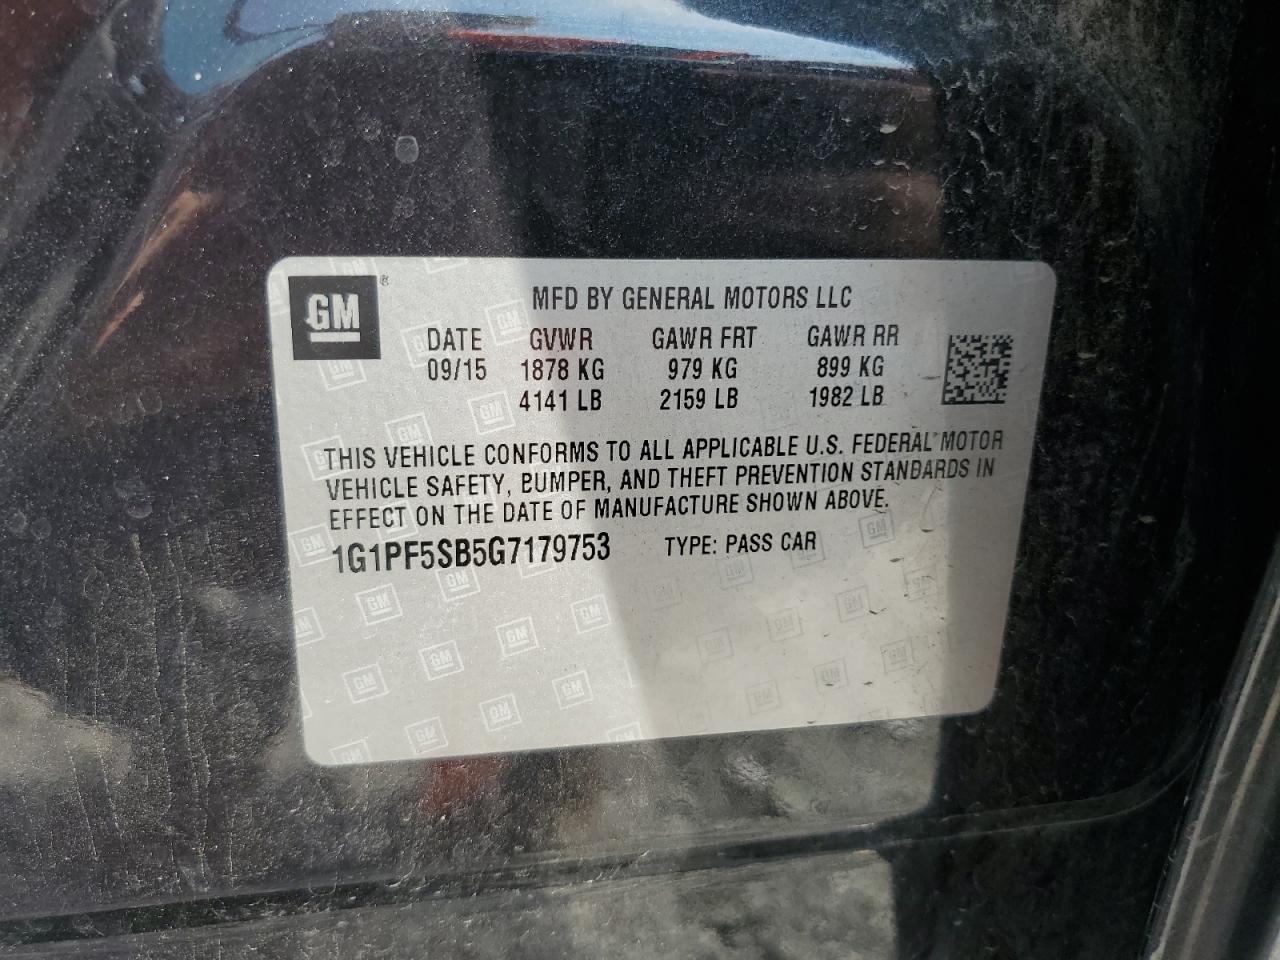 GM ®
MFD BY GENERAL MOTORS LLC
DATE GVWR GAWR FRT GAWR RR
09/15 1878 KG 979 KG 899 KG
4141 LB 2159 LB 1982 LB
THIS VEHICLE CONFORMS TO ALL APPLICABLE U.S. FEDERAL MOTOR
VEHICLE SAFETY, BUMPER, AND THEFT PREVENTION STANDARDS IN
EFFECT ON THE DATE OF MANUFACTURE SHOWN ABOVE.
1G1PF5SB5G7179753 TYPE: PASS CAR